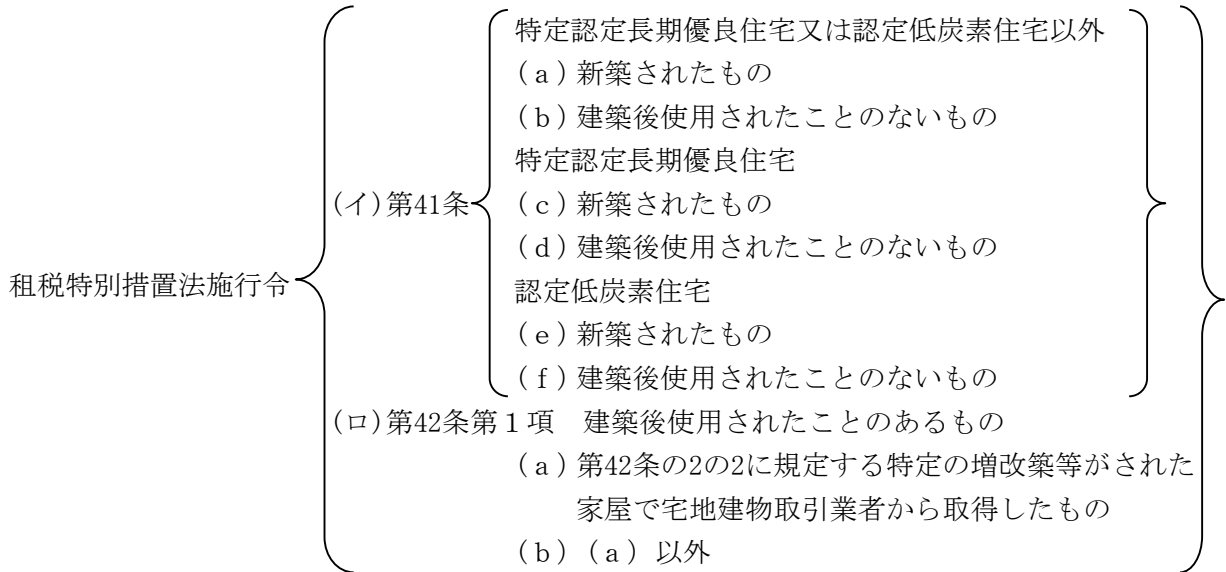 特定認定長期優良住宅又は認定低炭素住宅以外
(a)新築されたもの
(b)建築後使用されたことのないもの
特定認定長期優良住宅
(イ)第41条
(c)新築されたもの
(d)建築後使用されたことのないもの
租税特別措置法施行令
認定低炭素住宅
(e)新築されたもの
(f)建築後使用されたことのないもの
(ロ)第42条第1項 建築後使用されたことのあるもの
(a)第42条の2の2に規定する特定の増改築等がされた
家屋で宅地建物取引業者から取得したもの
(b)(a)以外